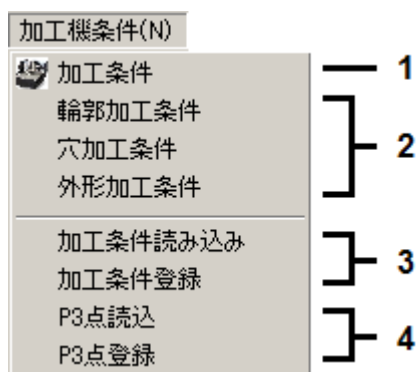 加工機条件(N)
加工条件
1
輪郭加工条件
穴加工条件
2
外形加工条件
加工条件読み込み
3
加工条件登録
P3点読込
4
P3点登録